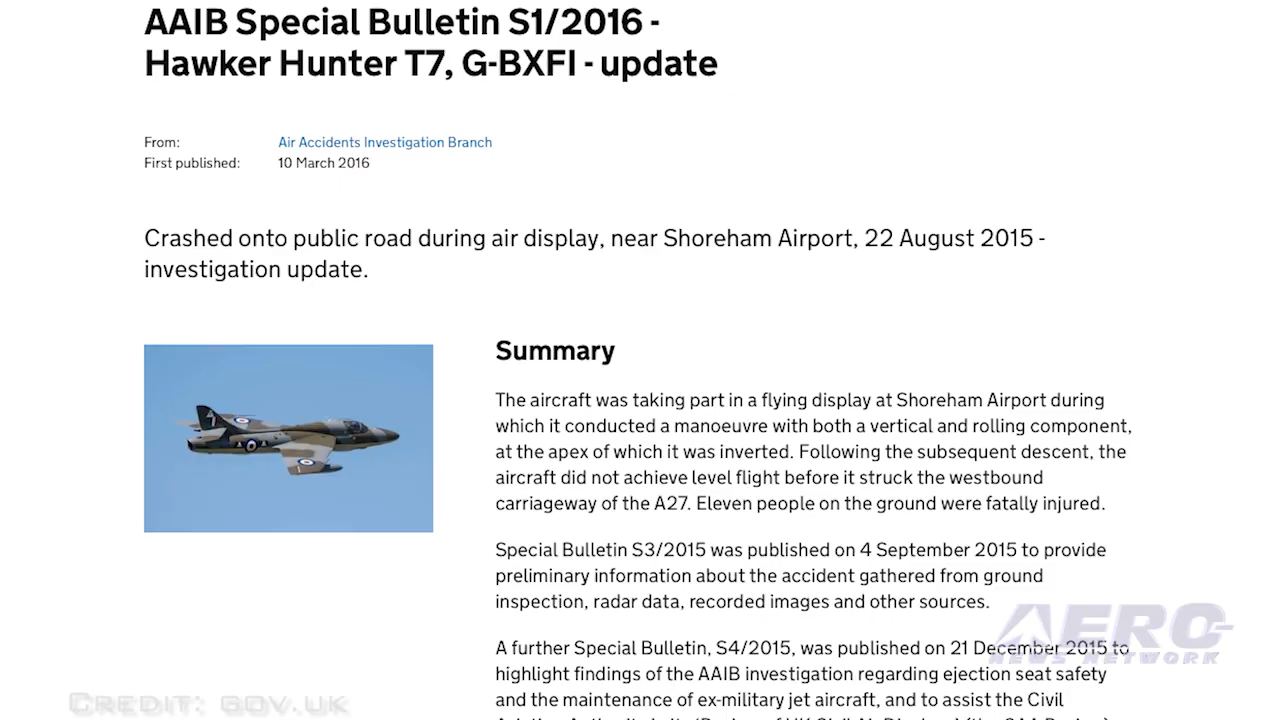 AAIB Special Bulletin S1/2016 -
Hawker Hunter T7, G-BXFI - update
From: Air Accidents Investigation Branch
First published: 10 March 2016
Crashed onto public road during air display, near Shoreham Airport, 22 August 2015 -
investigation update.
Summary
The aircraft was taking part in a flying display at Shoreham Airport during
which it conducted a manoeuvre with both a vertical and rolling component,
at the apex of which it was inverted. Following the subsequent descent, the
aircraft did not achieve level flight before it struck the westbound
carriageway of the A27. Eleven people on the ground were fatally injured.
Special Bulletin S3/2015 was published on 4 September 2015 to provide
preliminary information about the accident gathered from ground
inspection, radar data, recorded images and other sources.
A further Special Bulletin, S4/2015, was published on 21 December 2015 to
highlight findings of the AAIB investigation regarding ejection seat safety
and the maintenance of ex-military jet aircraft, and to assist the Civil
AERO
NEWS NETWORK
Credit: gov.uk